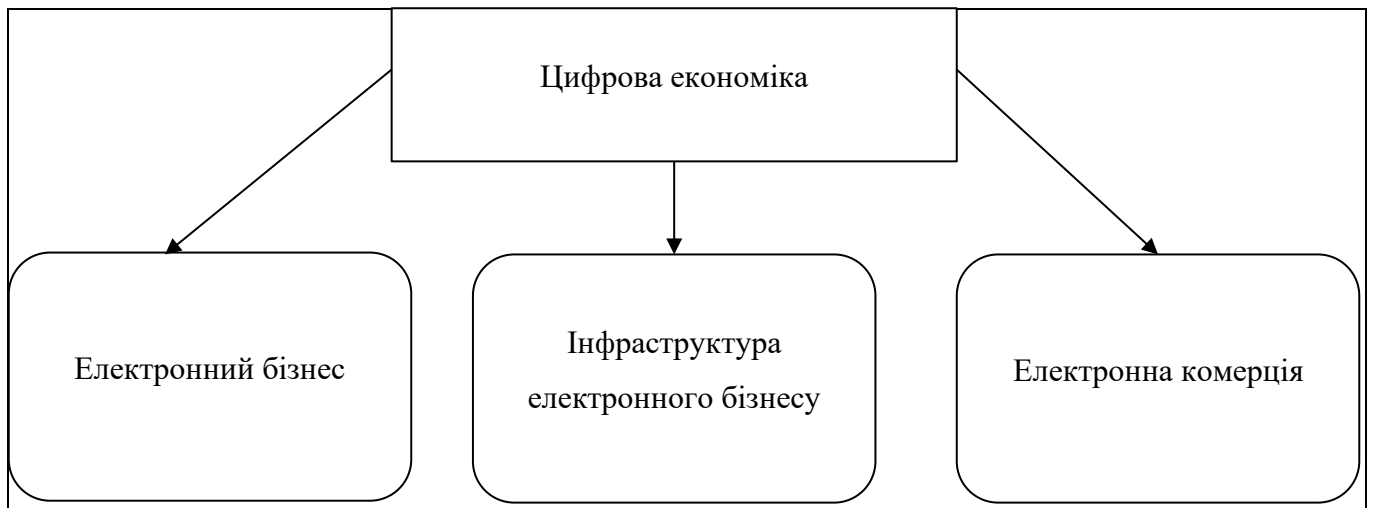 Цифрова економіка
Електронний бізнес
Інфраструктура
електронного бізнесу
Електронна комерція